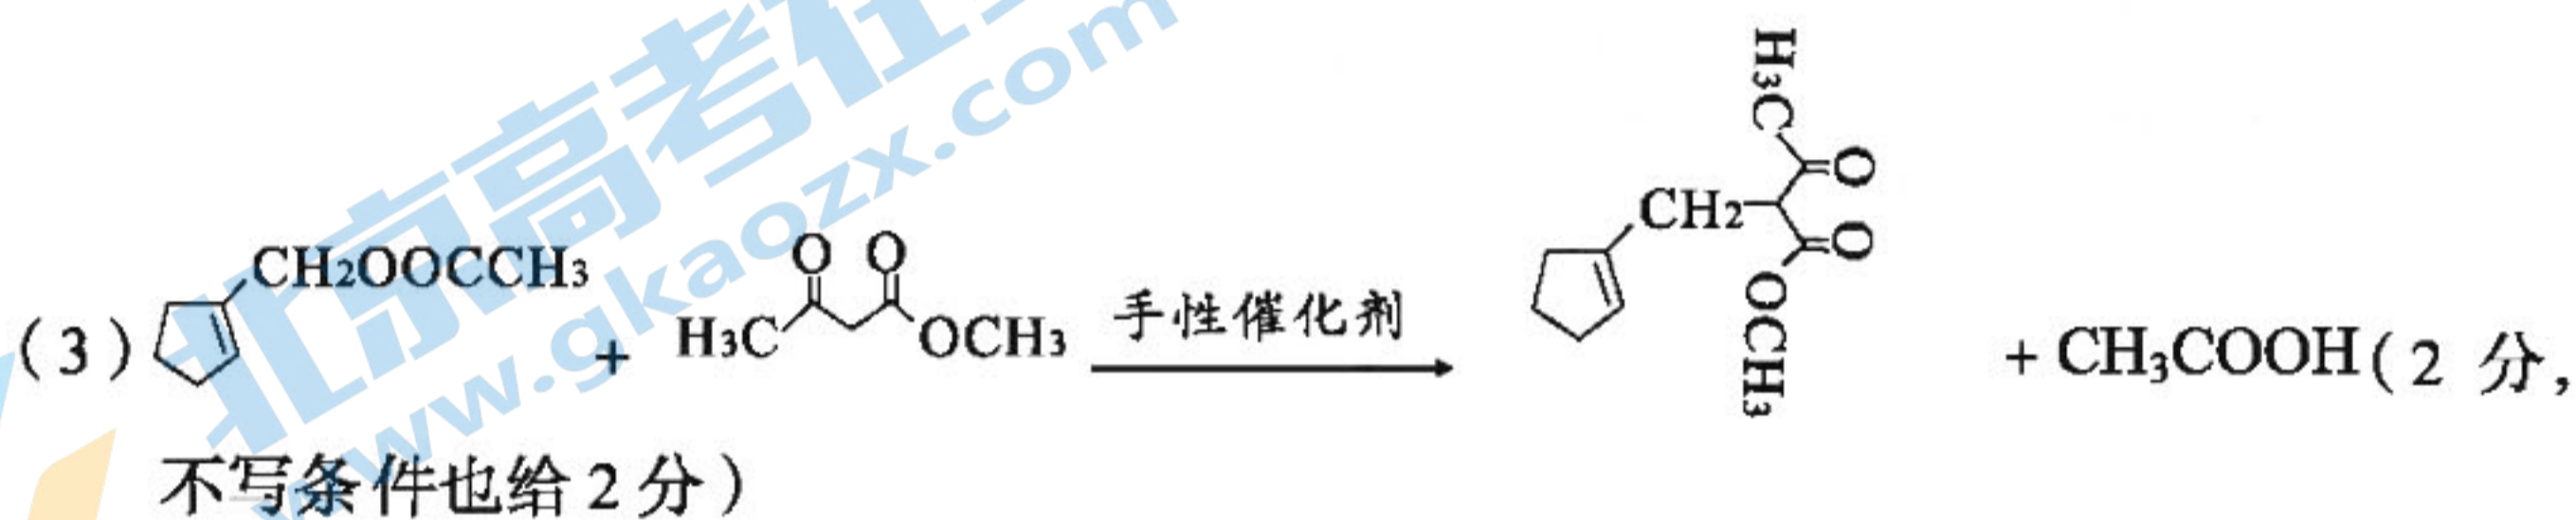 北京高考在
www.gkaozx.com
(3) CH₂OOCCH₃ + H₃C O O OCH₃ 手性催化剂 CH₂ H₃C O O OCH₃ + CH₃COOH(2 分,
不写条件也给2分)